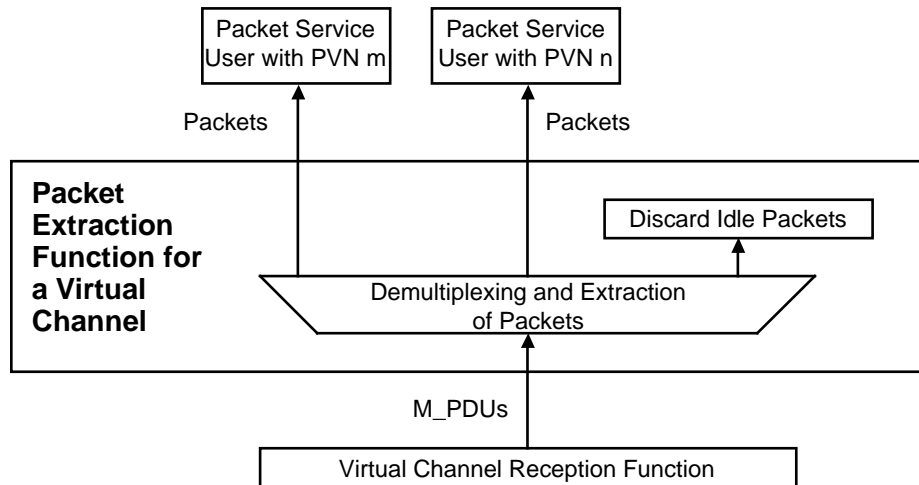 Packet Service
User with PVN m
Packet Service
User with PVN n
Packets
Packets
Packet
Extraction
Function for
a Virtual
Channel
Discard Idle Packets
Demultiplexing and Extraction
of Packets
M_PDUs
Virtual Channel Reception Function